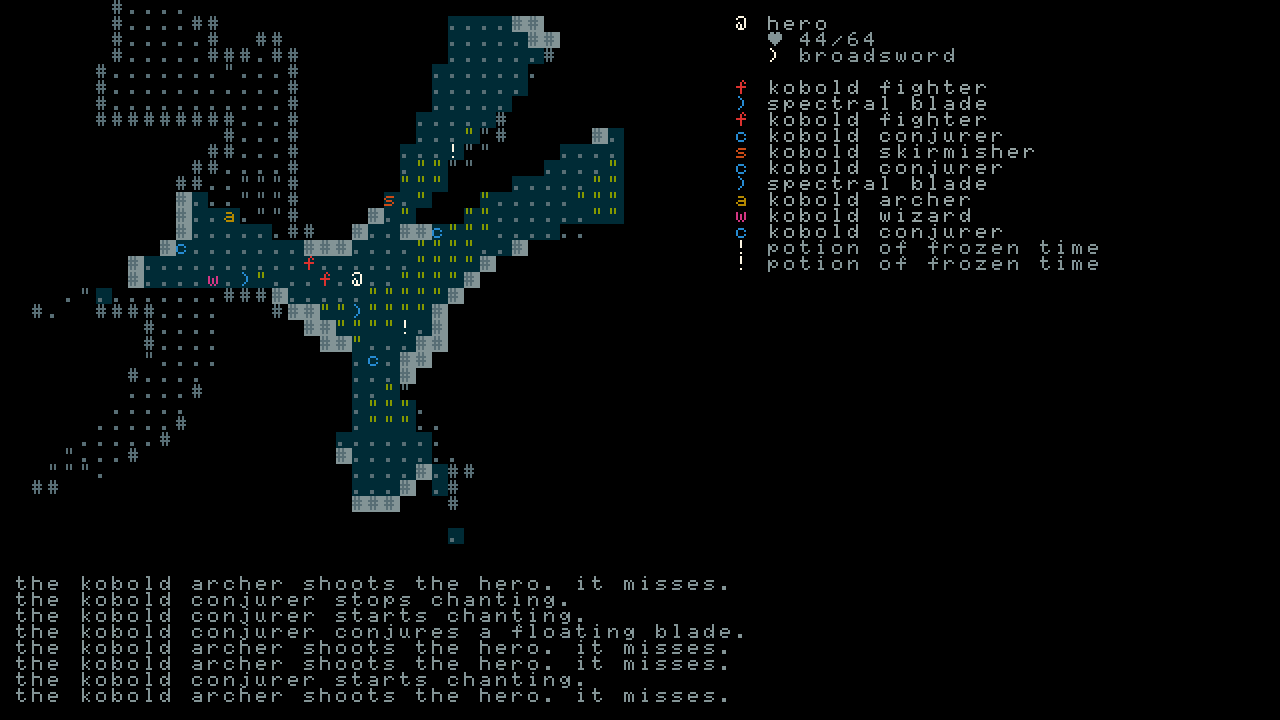 @ hero
♥ 44/64
) broadsword
f kobold fighter
) spectral blade
f kobold fighter
c kobold conjurer
s kobold skirmisher
c kobold conjurer
) spectral blade
a kobold archer
w kobold wizard
c kobold conjurer
! potion of frozen time
! potion of frozen time
the kobold archer shoots the hero. it misses.
the kobold conjurer stops chanting.
the kobold conjurer starts chanting.
the kobold conjurer conjures a floating blade.
the kobold archer shoots the hero. it misses.
the kobold archer shoots the hero. it misses.
the kobold conjurer starts chanting.
the kobold archer shoots the hero. it misses.